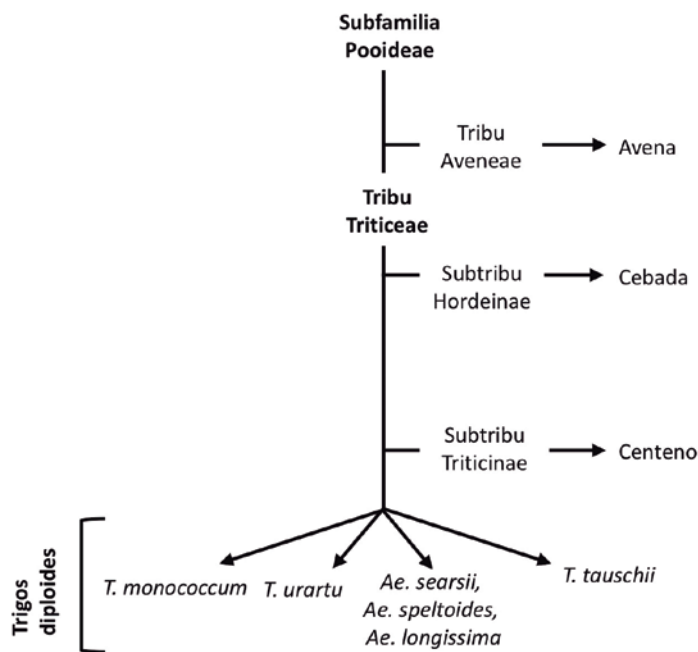 Subfamilia
Pooideae
Tribu
Aveneae
Avena
Tribu
Triticeae
Subtribu
Hordeinae
Cebada
Subtribu
Triticinae
Centeno
Trigos
diploides
T. monococcum
T. urartu
Ae. searsii,
Ae. speltoides,
Ae. longissima
T. tauschii